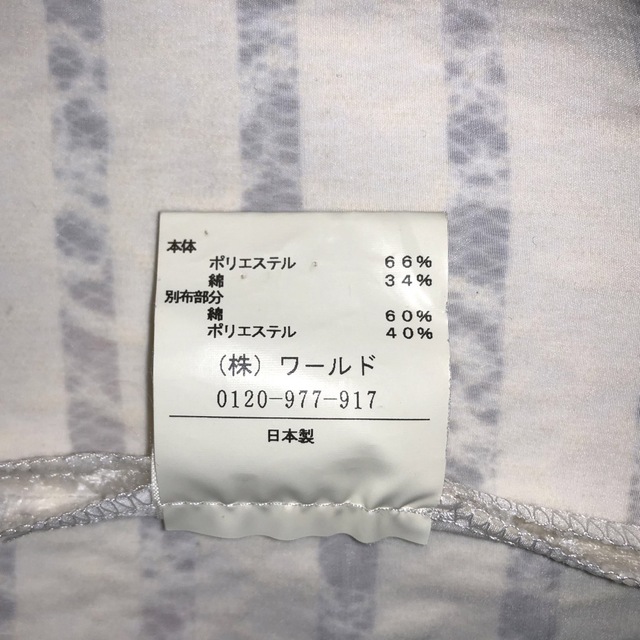 本体
ポリエステル 66%
綿 34%
別布部分
綿 60%
ポリエステル 40%
(株) ワールド
0120-977-917
日本製